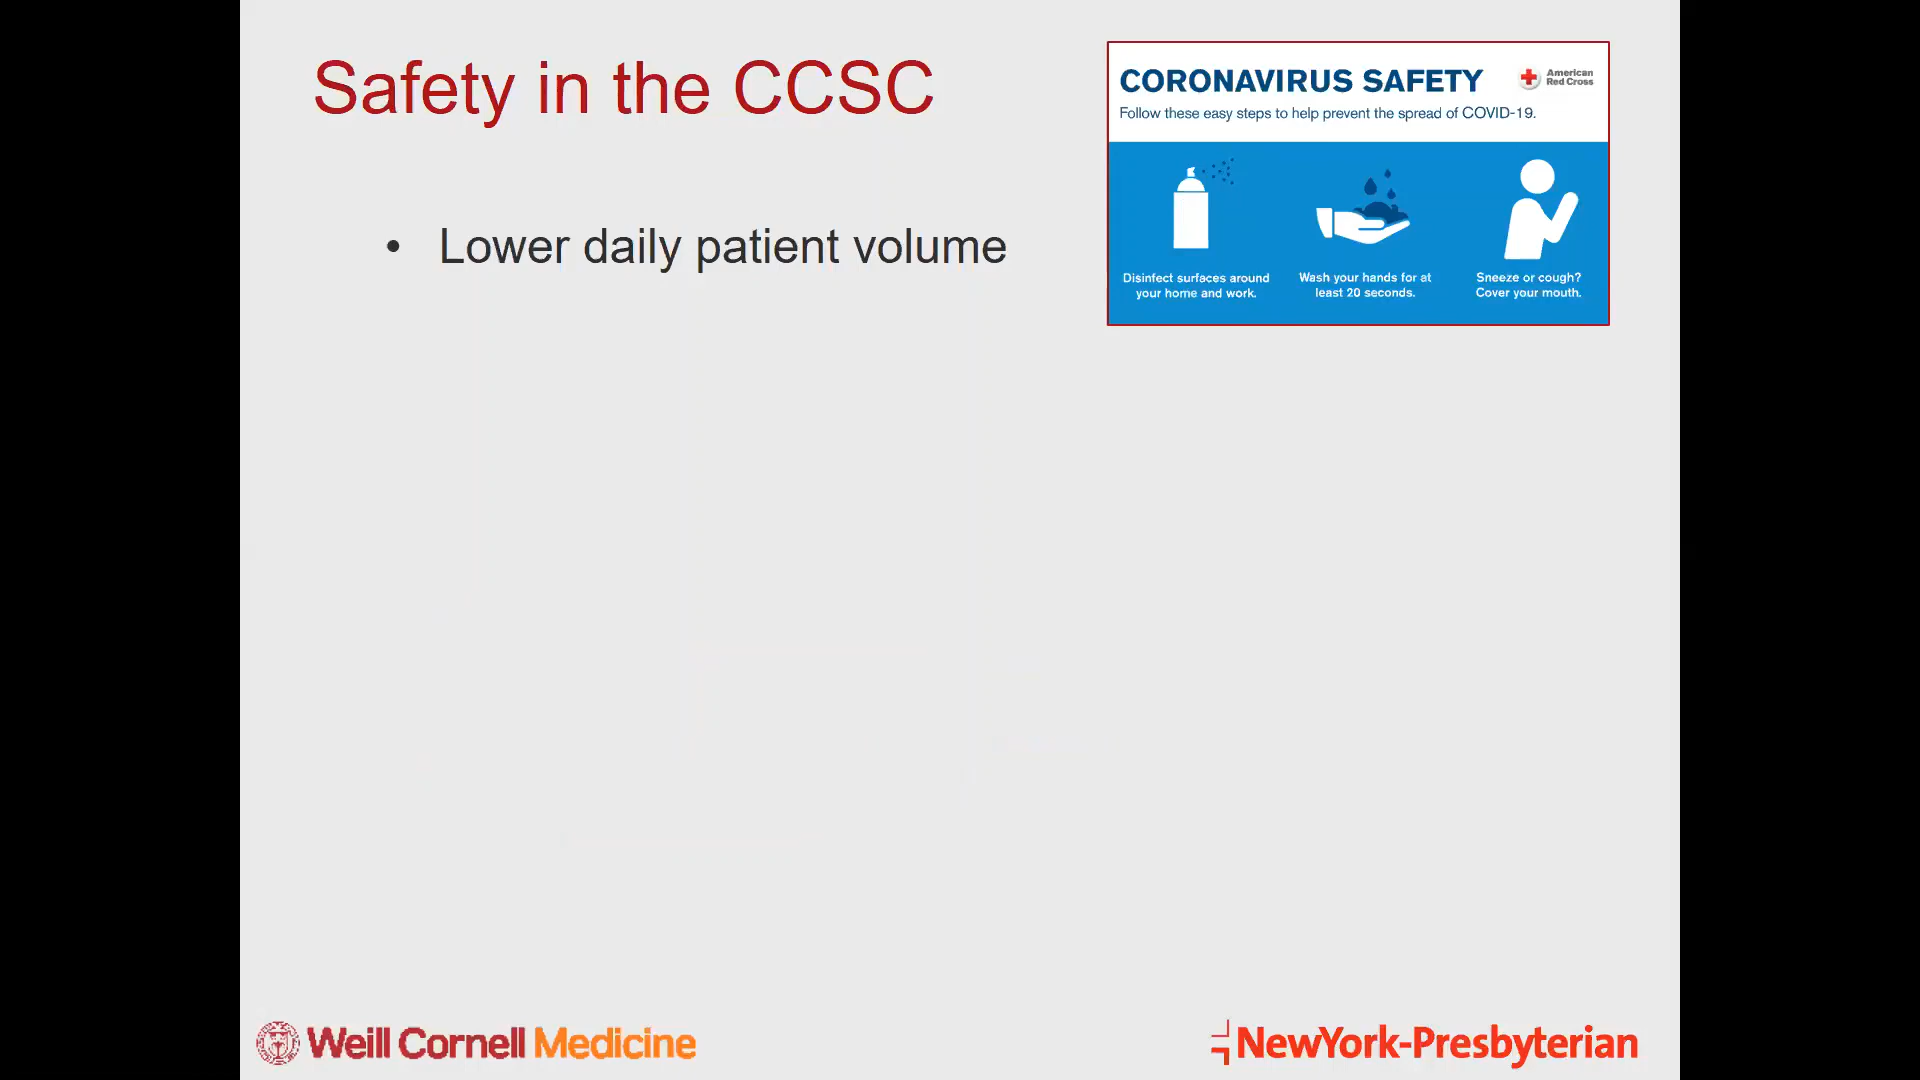 Safety in the CCSC
CORONAVIRUS SAFETY
American
Red Cross
Follow these easy steps to help prevent the spread of COVID-19.
• Lower daily patient volume
Disinfect surfaces around
your home and work.
Wash your hands for at
least 20 seconds.
Sneeze or cough?
Cover your mouth.
Weill Cornell Medicine
NewYork-Presbyterian